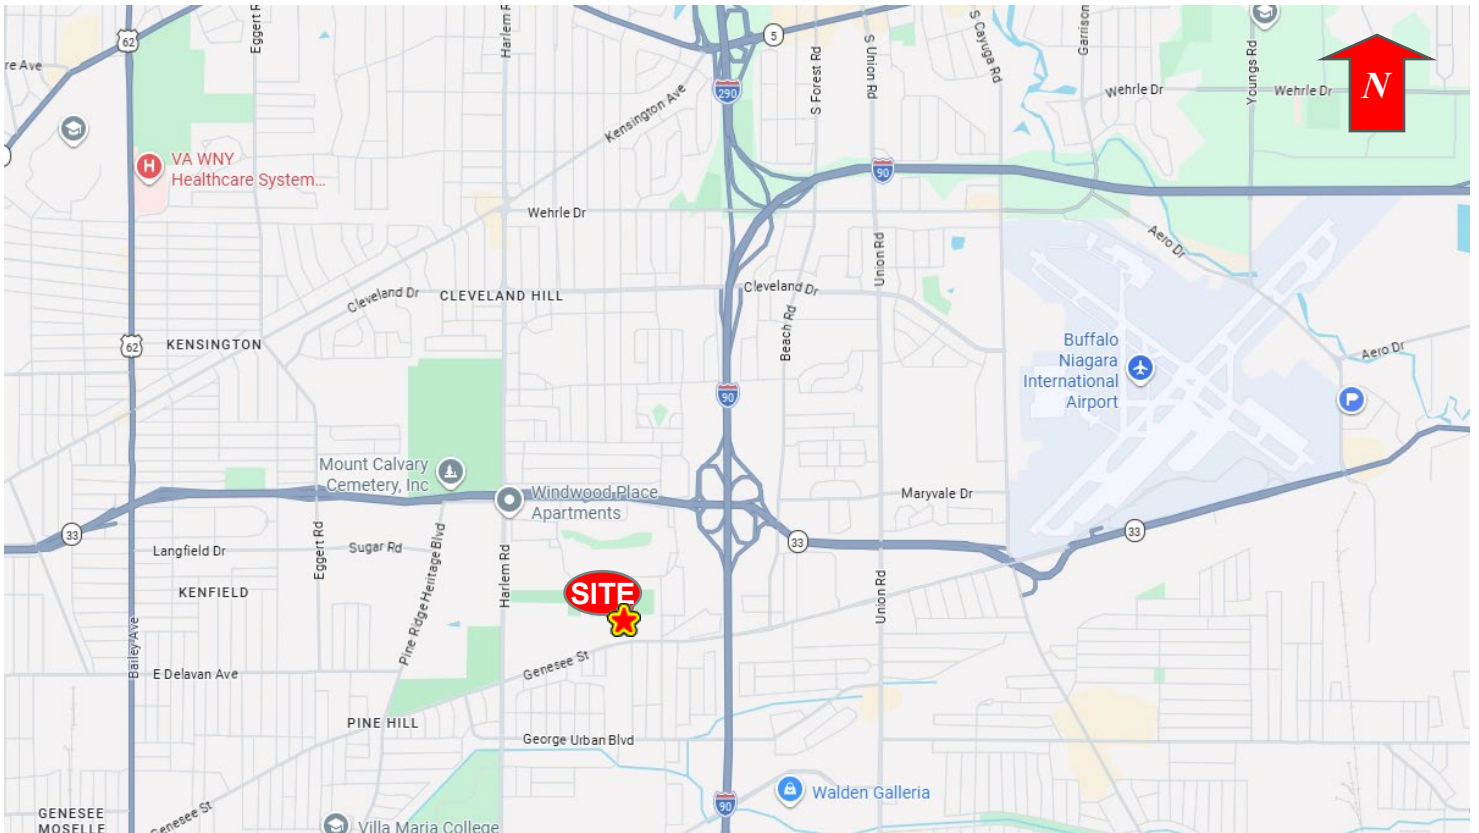 62
Eggert R
Harlem R
5
S Forest Rd
S Union Rd
S Cayuga Rd
Garrison
Youngs Rd
N
re Ave
290
Kensington Ave
Wehrle Dr
Wehrle Dr
VA WNY
Healthcare System...
90
Wehrle Dr
Union Rd
Aero Dr
Cleveland Dr
CLEVELAND HILL
Cleveland Dr
Beach Rd
62
KENSINGTON
Buffalo
Niagara
International
Airport
Aero Dr
90
Mount Calvary
Cemetery, Inc
Windwood Place
Apartments
Maryvale Dr
33
33
33
Langfield Dr
Eggert Rd
Sugar Rd
Pine Ridge Heritage Blvd
Harlem Rd
KENFIELD
SITE
Union Rd
Bailey Ave
E Delavan Ave
Genesee St
PINE HILL
George Urban Blvd
90
Walden Galleria
GENESEE
MOSELLE
Genesee St
Villa Maria College